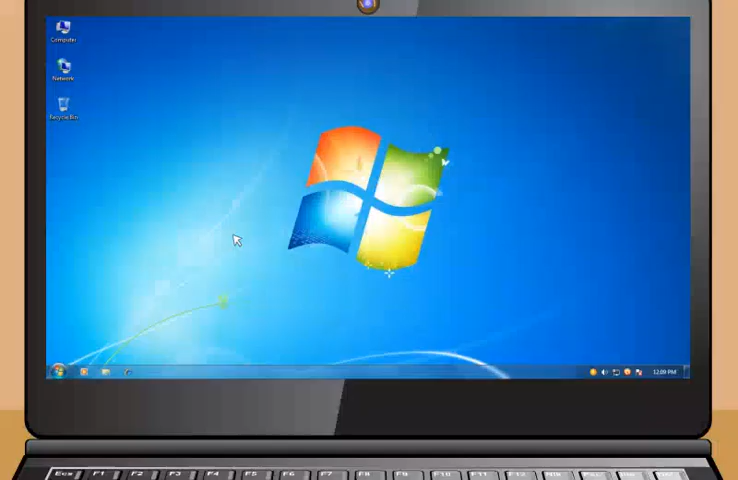 Computer
Network
Recycle Bin
12:09 PM
Esc F1 F2 F3 F4 F5 F6 F7 F8 F9 F10 F11 F12